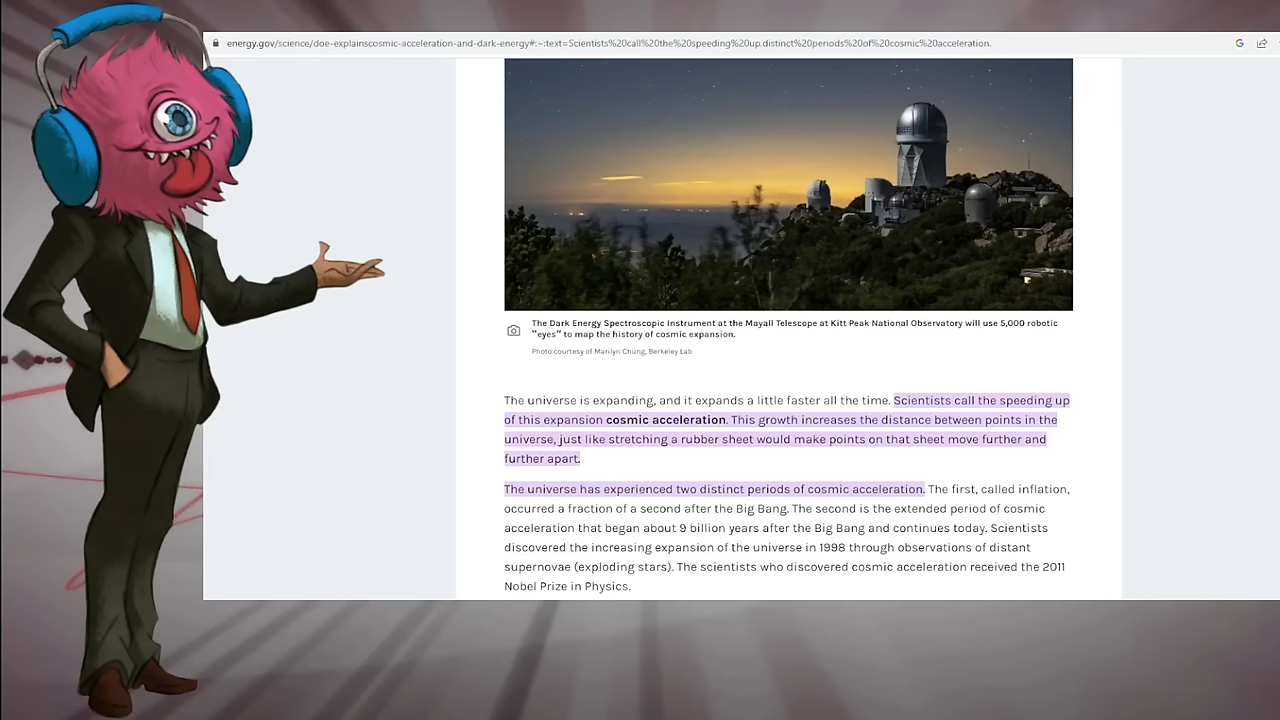 energy.gov/science/doe-explainscosmic-acceleration-and-dark-energy#:~:text=Scientists%20call%20the%20speeding%20up,distinct%20periods%20of%20cosmic%20acceleration.
The Dark Energy Spectroscopic Instrument at the Mayall Telescope at Kitt Peak National Observatory will use 5,000 robotic
“eyes” to map the history of cosmic expansion.
Photo courtesy of Marilyn Chung, Berkeley Lab
The universe is expanding, and it expands a little faster all the time. Scientists call the speeding up
of this expansion cosmic acceleration. This growth increases the distance between points in the
universe, just like stretching a rubber sheet would make points on that sheet move further and
further apart.
The universe has experienced two distinct periods of cosmic acceleration. The first, called inflation,
occurred a fraction of a second after the Big Bang. The second is the extended period of cosmic
acceleration that began about 9 billion years after the Big Bang and continues today. Scientists
discovered the increasing expansion of the universe in 1998 through observations of distant
supernovae (exploding stars). The scientists who discovered cosmic acceleration received the 2011
Nobel Prize in Physics.